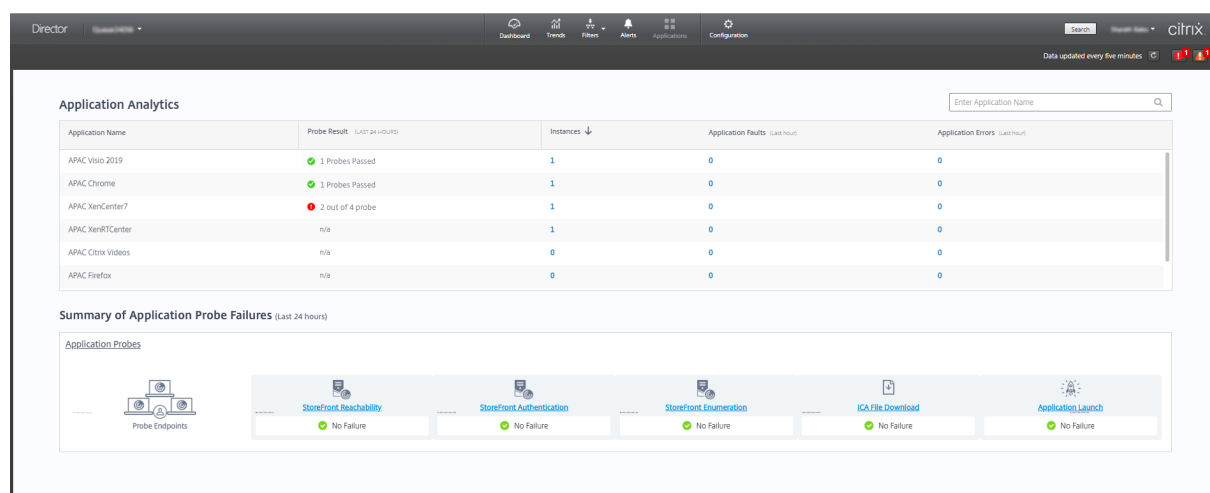 Director
Dashboard Trends Filters Alerts Applications Configuration
Search citrix
Data updated every five minutes 1 1
Application Analytics
Enter Application Name
Application Name Probe Result (LAST 24 HOURS) Instances Application Faults (Last hour) Application Errors (Last hour)
APAC Visio 2019 1 Probes Passed 1 0 0
APAC Chrome 1 Probes Passed 1 0 0
APAC XenCenter7 2 out of 4 probe 1 0 0
APAC XenRTCenter n/a 1 0 0
APAC Citrix Videos n/a 0 0 0
APAC Firefox n/a 0 0 0
Summary of Application Probe Failures (Last 24 hours)
Application Probes
StoreFront Reachability StoreFront Authentication StoreFront Enumeration ICA File Download Application Launch
Probe Endpoints No Failure No Failure No Failure No Failure No Failure